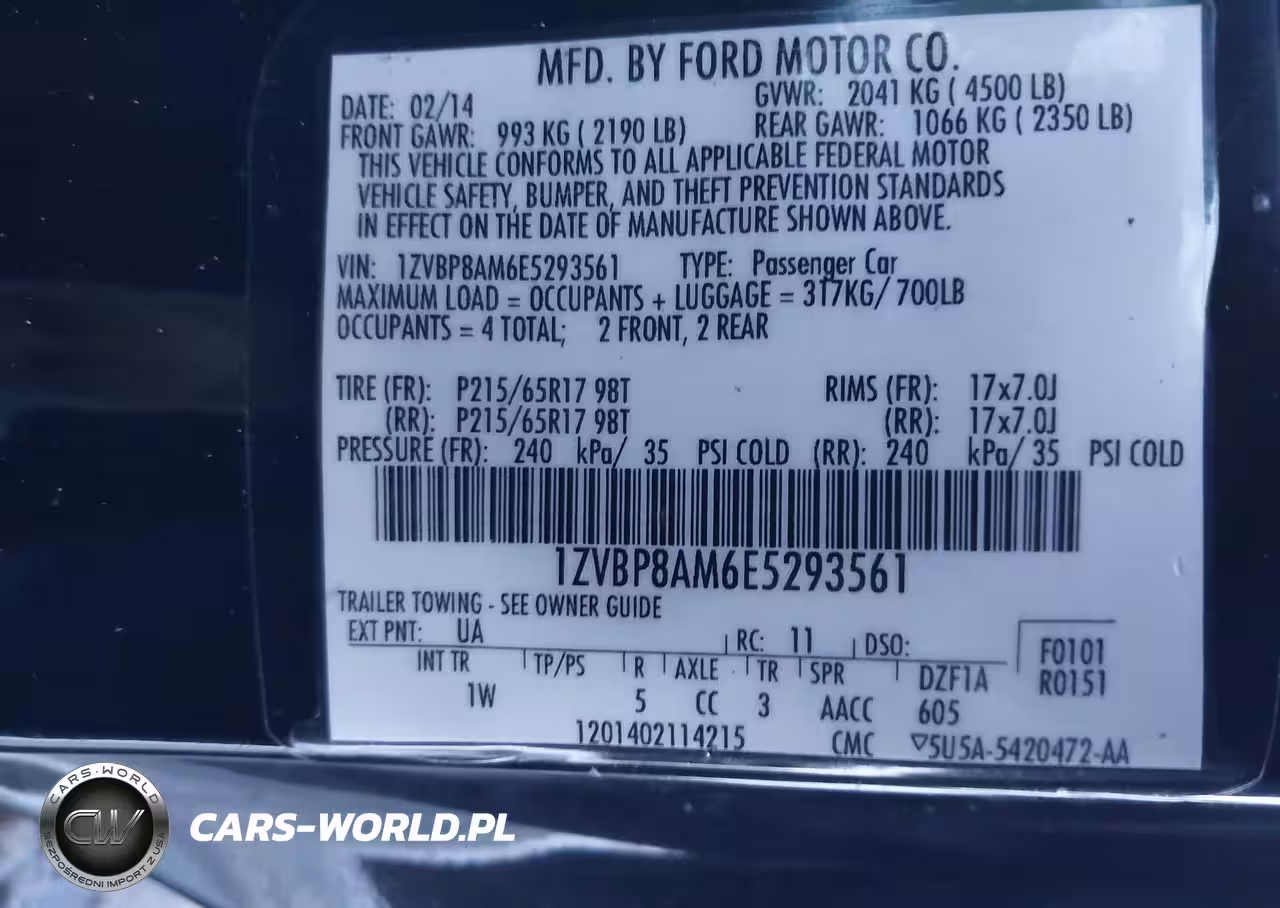 MFD. BY FORD MOTOR CO.
DATE: 02/14 GVWR: 2041 KG ( 4500 LB)
FRONT GAWR: 993 KG ( 2190 LB) REAR GAWR: 1066 KG ( 2350 LB)
THIS VEHICLE CONFORMS TO ALL APPLICABLE FEDERAL MOTOR
VEHICLE SAFETY, BUMPER, AND THEFT PREVENTION STANDARDS
IN EFFECT ON THE DATE OF MANUFACTURE SHOWN ABOVE.
VIN: 1ZVBP8AM6E5293561 TYPE: Passenger Car
MAXIMUM LOAD = OCCUPANTS + LUGGAGE = 317KG/ 700LB
OCCUPANTS = 4 TOTAL; 2 FRONT, 2 REAR
TIRE (FR): P215/65R17 98T RIMS (FR): 17x7.0J
(RR): P215/65R17 98T (RR): 17x7.0J
PRESSURE (FR): 240 kPa/ 35 PSI COLD (RR): 240 kPa/ 35 PSI COLD
1ZVBP8AM6E5293561
TRAILER TOWING - SEE OWNER GUIDE
EXT PNT: UA RC: 11 DSO: F0101
INT TR TP/PS R AXLE TR SPR DZF1A R0151
1W 5 CC 3 AACC 605
1201402114215 CMC ▽5U5A-5420472-AA
CARS-WORLD
CW
BEZPOŚREDNI IMPORT Z USA
CARS-WORLD.PL